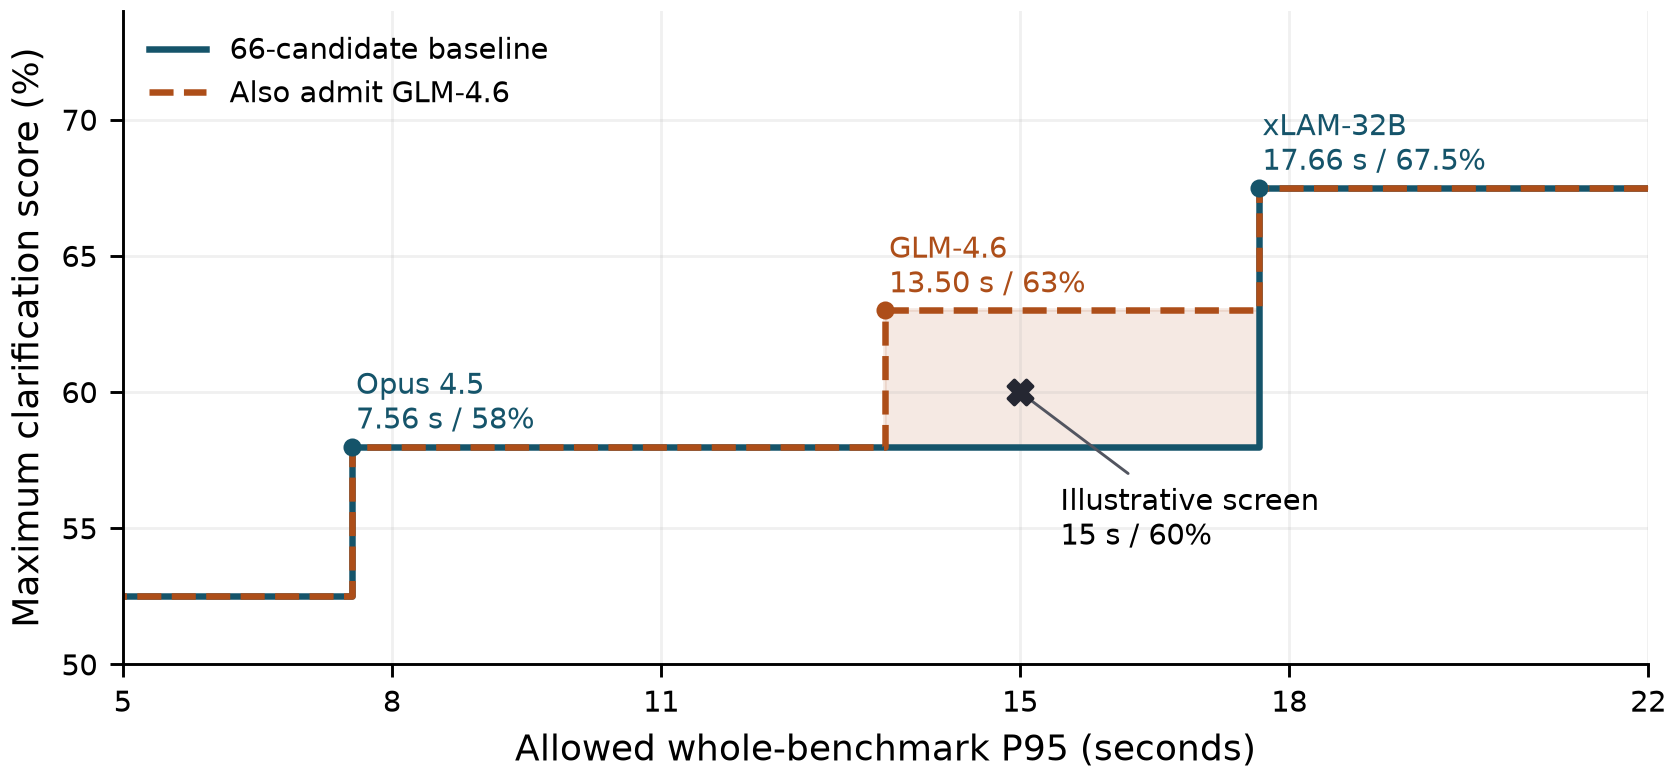 66-candidate baseline
Also admit GLM-4.6
Maximum clarification score (%)
70
65
60
55
50
xLAM-32B
17.66 s / 67.5%
GLM-4.6
13.50 s / 63%
Opus 4.5
7.56 s / 58%
Illustrative screen
15 s / 60%
5
8
11
15
18
22
Allowed whole-benchmark P95 (seconds)